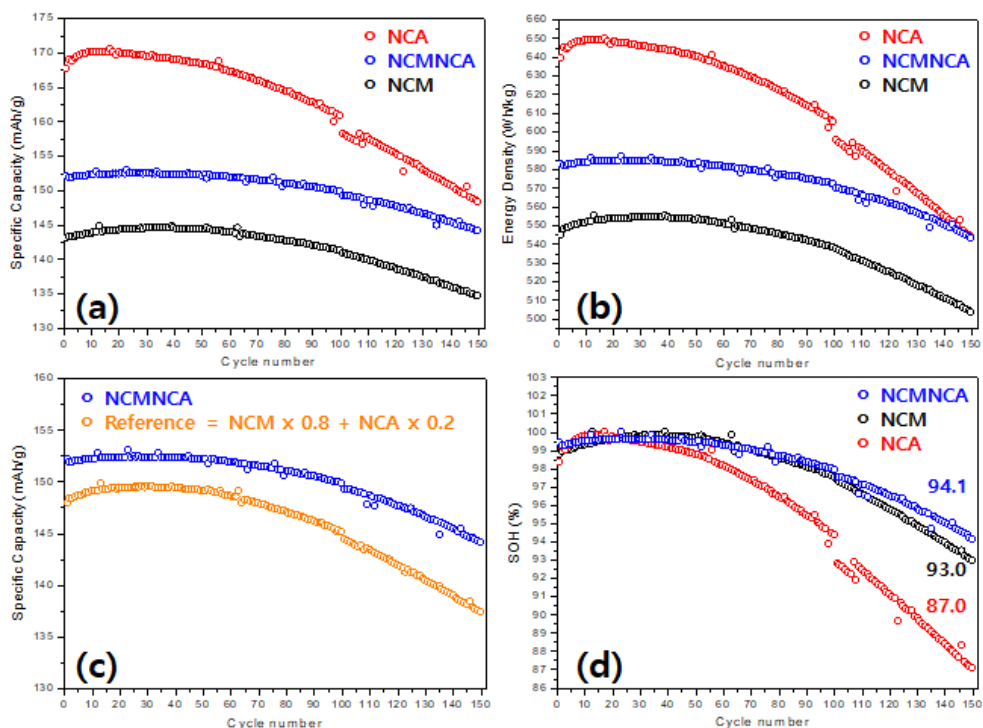 175
170
165
160
155
150
145
140
135
130
Specific Capacity (mAh/g)
NCA
NCMNCA
NCM
(a)
0 10 20 30 40 50 60 70 80 90 100 110 120 130 140 150
Cycle number
660
650
640
630
620
610
600
590
580
570
560
550
540
530
520
510
500
Energy Density (Wh/kg)
NCA
NCMNCA
NCM
(b)
0 10 20 30 40 50 60 70 80 90 100 110 120 130 140 150
Cycle number
160
155
150
145
140
135
130
Specific Capacity (mAh/g)
NCMNCA
Reference = NCM x 0.8 + NCA x 0.2
(c)
0 10 20 30 40 50 60 70 80 90 100 110 120 130 140 150
Cycle number
103
102
101
100
99
98
97
96
95
94
93
92
91
90
89
88
87
86
SOH (%)
NCMNCA
NCM
NCA
94.1
93.0
87.0
(d)
0 10 20 30 40 50 60 70 80 90 100 110 120 130 140 150
Cycle number